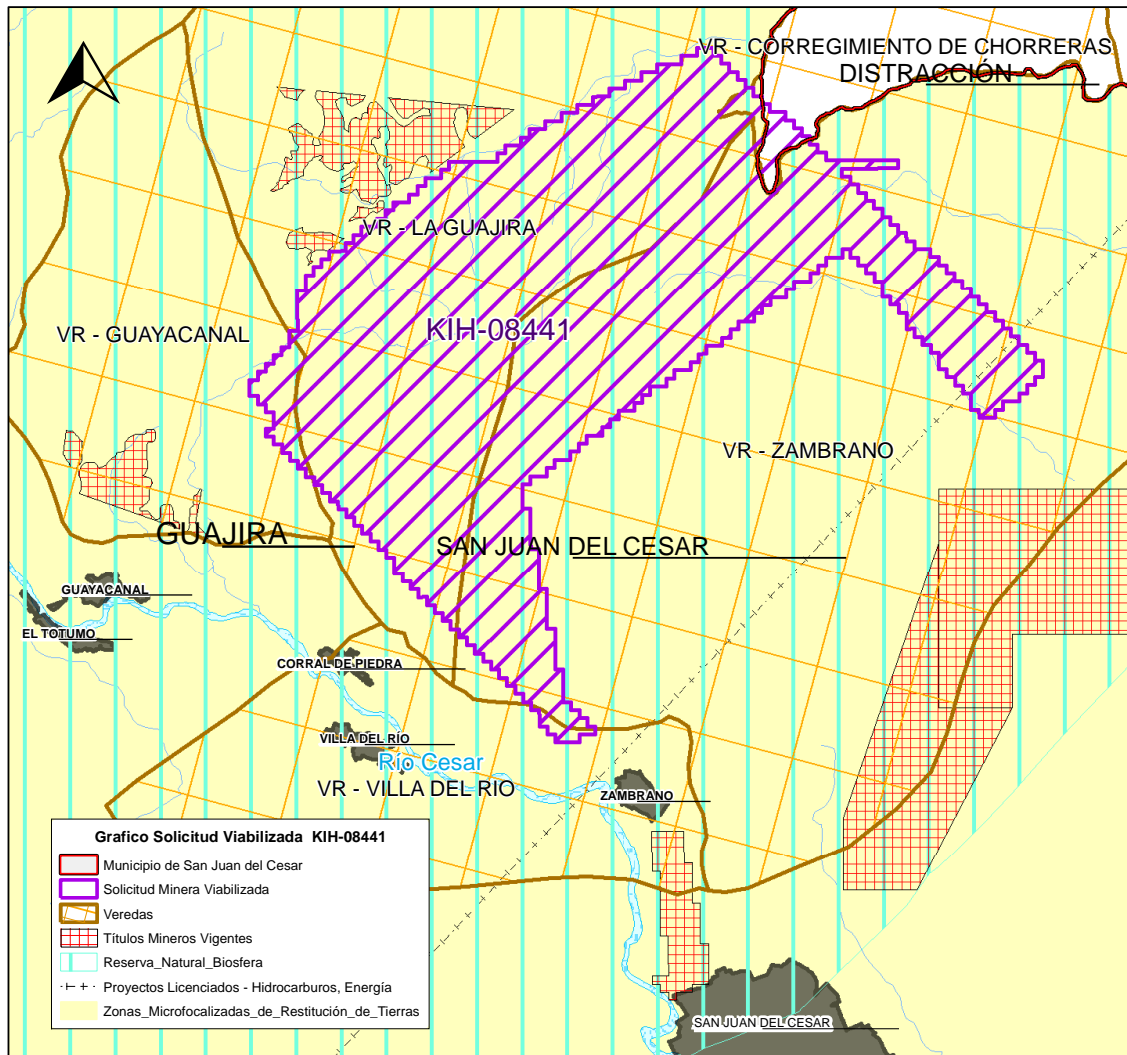 VR - CORREGIMIENTO DE CHORRERAS
DISTRACCIÓN
VR - LA GUAJIRA
VR - GUAYACANAL
KIH-08441
VR - ZAMBRANO
GUAJIRA
SAN JUAN DEL CESAR
GUAYACANAL
EL TOTUMO
CORRAL DE PIEDRA
VILLA DEL RÍO
Río Cesar
VR - VILLA DEL RIO
ZAMBRANO
Grafico Solicitud Viabilizada KIH-08441
Municipio de San Juan del Cesar
Solicitud Minera Viabilizada
Veredas
Títulos Mineros Vigentes
Reserva_Natural_Biosfera
Proyectos Licenciados - Hidrocarburos, Energía
Zonas_Microfocalizadas_de_Restitución_de_Tierras
SAN JUAN DEL CESAR